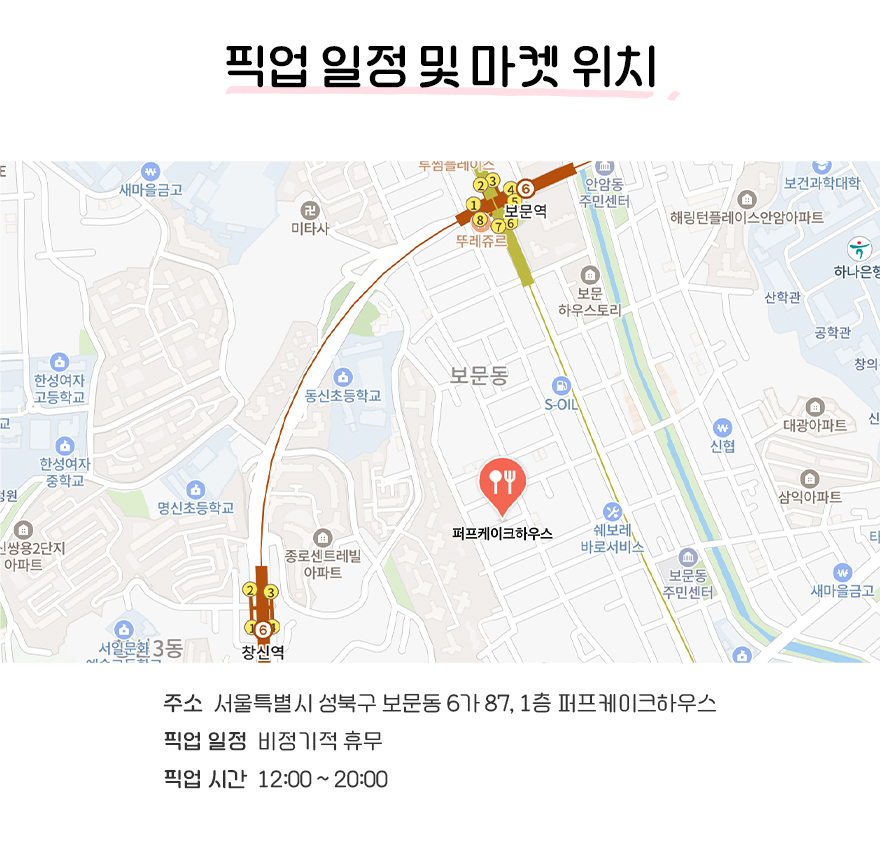 픽업 일정 및 마켓 위치
E
새마을금고
투썸플레이스
안암동
주민센터
보건과학대학
2
3
4
6
1
5
보문역
8
7
6
뚜레쥬르
미타사
해링턴플레이스안암아파트
하나은행
보문
하우스토리
산학관
공학관
한성여자
고등학교
동신초등학교
보문동
S-OIL
창의
대광아파트
신
신협
교
한성여자
중학교
정원
명신초등학교
삼익아파트
퍼프케이크하우스
쉐보레
바로서비스
신쌍용2단지
아파트
종로센트레빌
아파트
보문동
주민센터
티
새마을금고
2
3
1
6
4
창신역
서일문화
예술고등학교
3동
주소 서울특별시 성북구 보문동 6가 87, 1층 퍼프케이크하우스
픽업 일정 비정기적 휴무
픽업 시간 12:00 ~ 20:00